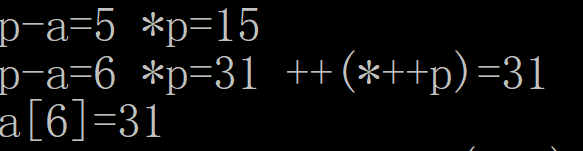 p-a=5 *p=15
p-a=6 *p=31 ++(*++p)=31
a[6]=31